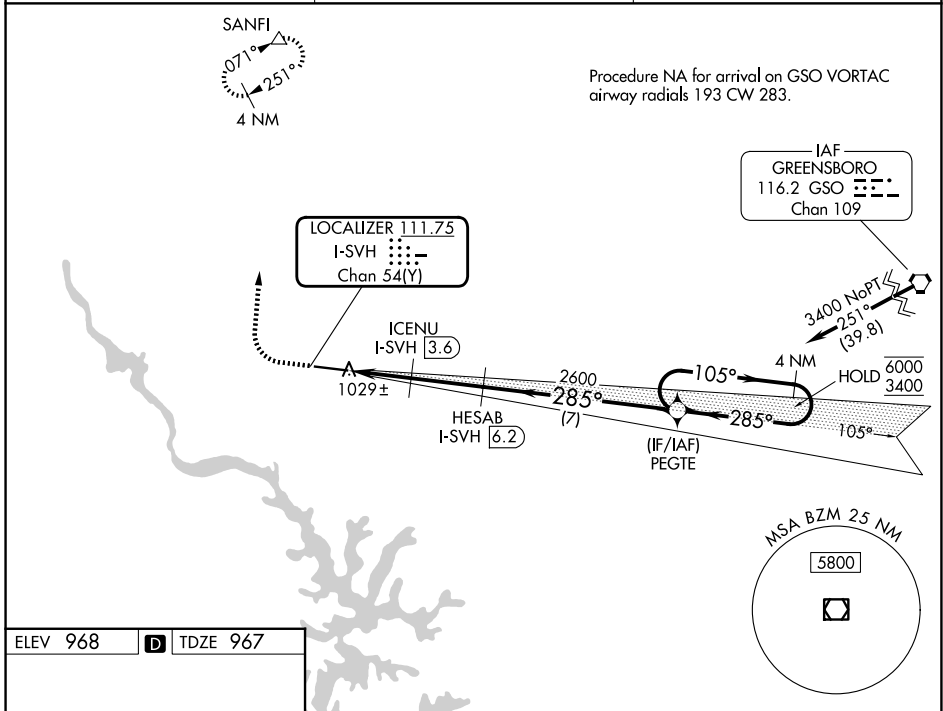 SANFI
071°
251°
4 NM
Procedure NA for arrival on GSO VORTAC
airway radials 193 CW 283.
IAF
GREENSBORO
116.2 GSO
Chan 109
LOCALIZER 111.75
I-SVH
Chan 54(Y)
3400 NoPT
251°
(39.8)
ICENU
I-SVH 3.6
1029±
HESAB
I-SVH 6.2
2600
285°
(7)
105°
4 NM
HOLD 6000
3400
285°
105°
(IF/IAF)
PEGTE
MSA BZM 25 NM
5800
ELEV 968 D TDZE 967